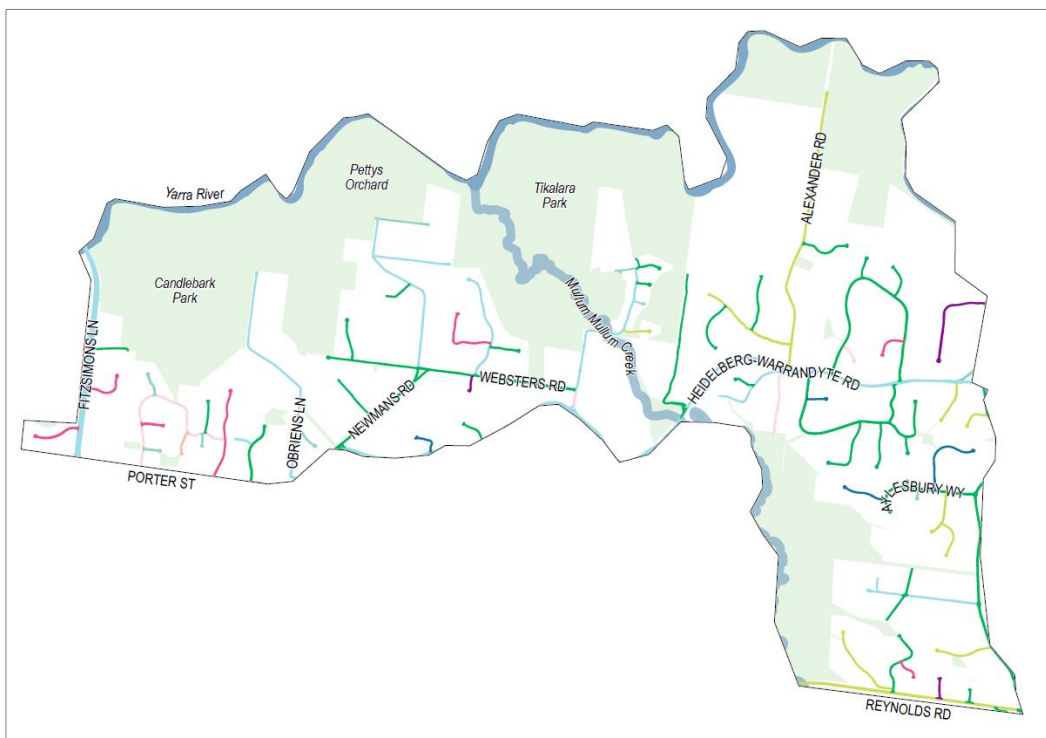 ALEXANDER RD
Pettys
Orchard
Tikalara
Park
Yarra River
Candlebark
Park
Mullum Mullum
Creek
FITZSIMONS LN
WEBSTERS RD
HEIDELBERG-WARRANDYTE RD
NEWMANS RD
OBRIENS LN
PORTER ST
AYLESBURY WY
REYNOLDS RD